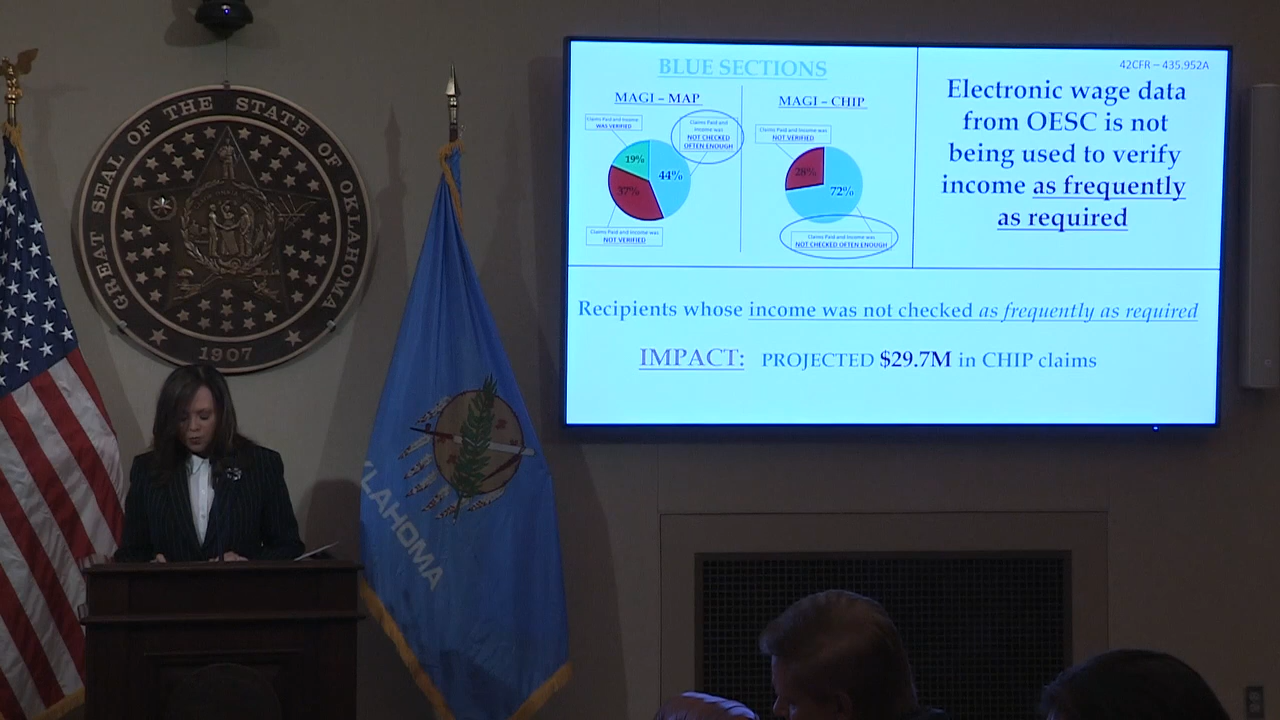 GREAT SEAL OF THE STATE OF OKLAHOMA
1907
KLAHOMA
BLUE SECTIONS
MAGI – MAP
Claims Paid and Income
WAS VERIFIED
Claims Paid and
Income was
NOT CHECKED
OFTEN ENOUGH
19%
44%
37%
Claims Paid and Income was
NOT VERIFIED
MAGI – CHIP
Claims Paid and Income was
NOT VERIFIED
28%
72%
Claims Paid and Income was
NOT CHECKED OFTEN ENOUGH
42CFR – 435.952A
Electronic wage data
from OESC is not
being used to verify
income as frequently
as required
Recipients whose income was not checked as frequently as required
IMPACT: PROJECTED $29.7M in CHIP claims